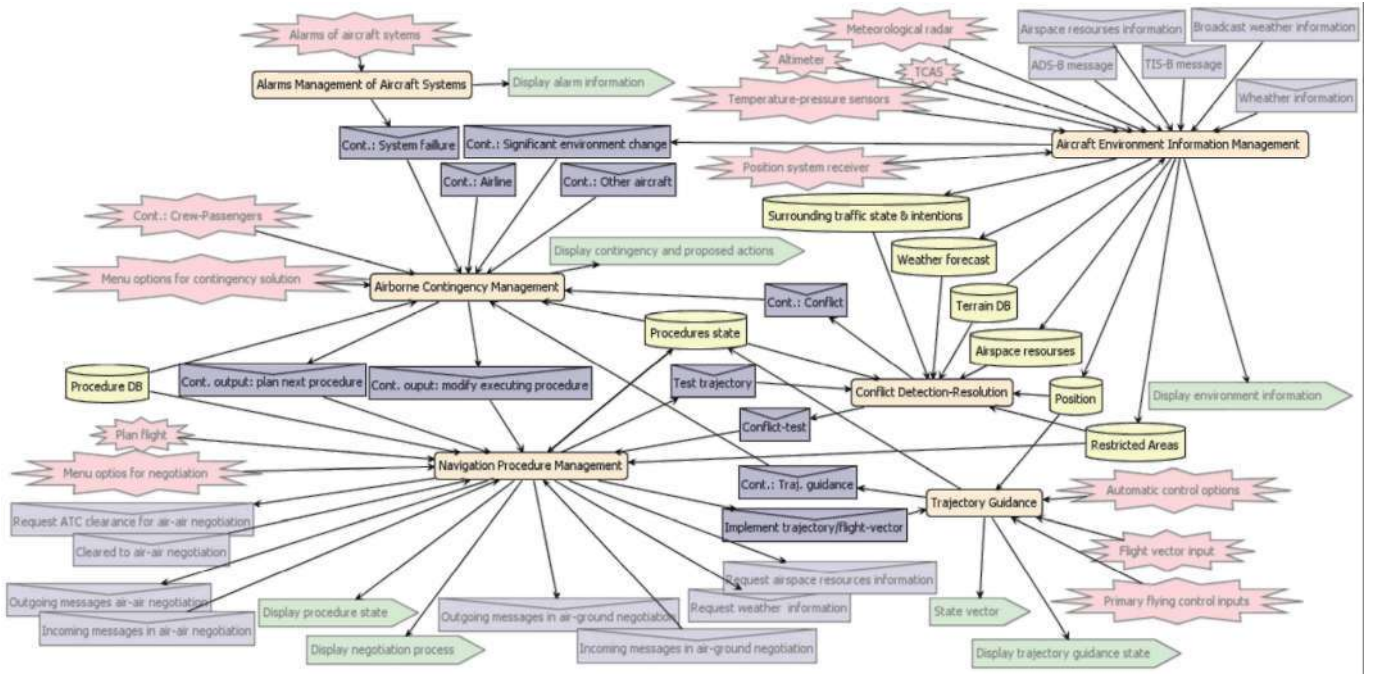 Alarms of aircraft sytems
Meteorological radar
Airspace resourses information
Broadcast weather information
Altimeter
TCAS
ADS-B message
TIS-B message
Alarms Management of Aircraft Systems
Display alarm information
Temperature-pressure sensors
Wheather information
Cont.: System faillure
Cont.: Significant environment change
Aircraft Environment Information Management
Position system receiver
Cont.: Airline
Cont.: Other aircraft
Cont.: Crew-Passengers
Surrounding traffic state & intentions
Display contingency and proposed actions
Weather forecast
Menu options for contingency solution
Airborne Contingency Management
Cont.: Conflict
Terrain DB
Procedures state
Airspace resourses
Procedure DB
Cont. output: plan next procedure
Cont. ouput: modify executing procedure
Test trajectory
Conflict Detection-Resolution
Position
Display environment information
Conflict-test
Plan flight
Restricted Areas
Menu optios for negotiation
Navigation Procedure Management
Cont.: Traj. guidance
Trajectory Guidance
Automatic control options
Request ATC clearance for air-air negotiation
Implement trajectory/flight-vector
Cleared to air-air negotiation
Flight vector input
Request airspace resources information
Outgoing messages air-air negotiation
Display procedure state
Outgoing messages in air-ground negotiation
Request weather information
State vector
Primary flying control inputs
Incoming messages in air-air negotiation
Display negotiation process
Incoming messages in air-ground negotiation
Display trajectory guidance state